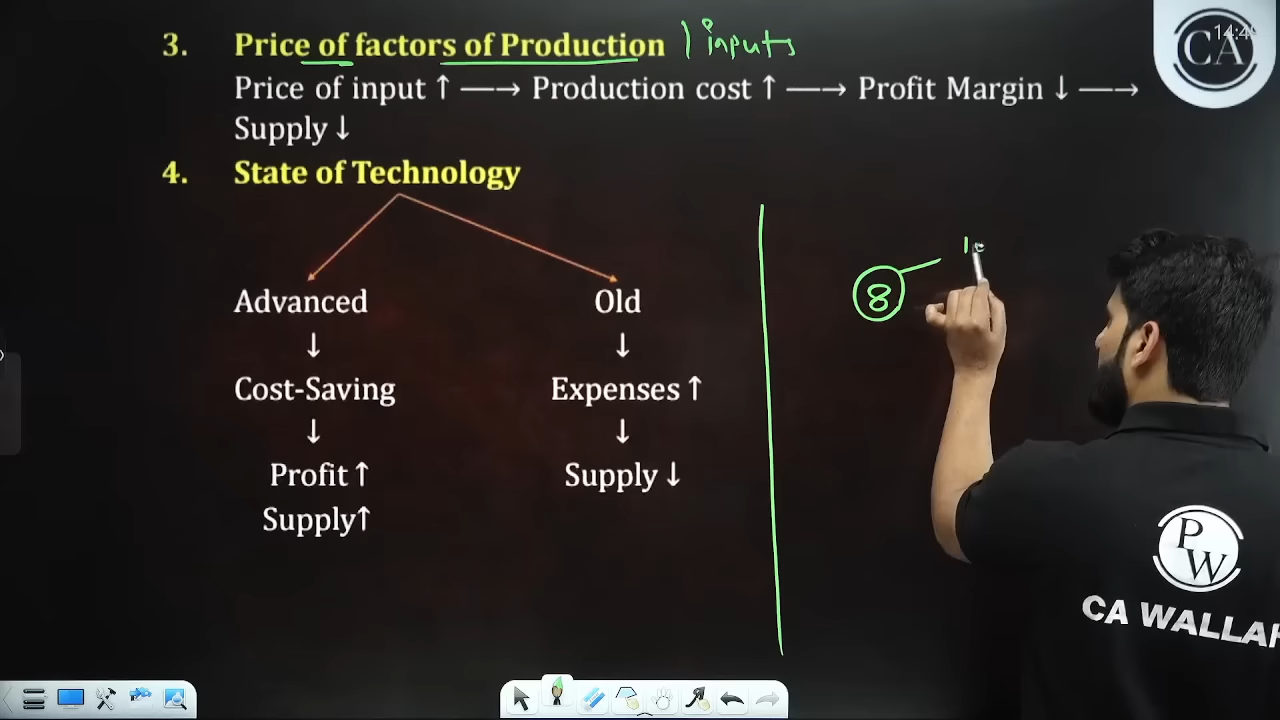 3. Price of factors of Production / inputs
Price of input ↑ —→ Production cost ↑ —→ Profit Margin ↓ —→
Supply ↓
4. State of Technology
Advanced Old
↓ ↓
Cost-Saving Expenses ↑
↓ ↓
Profit ↑ Supply ↓
Supply↑
8
CA
PW
CA WALLAH